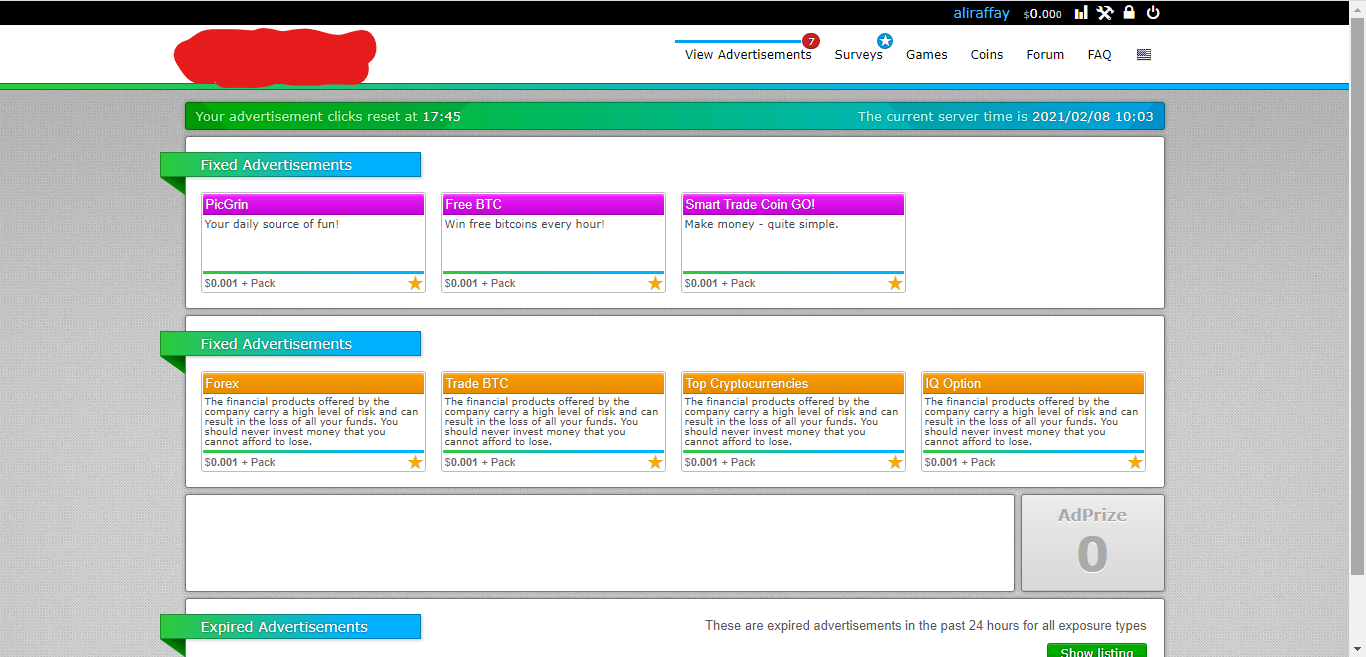 aliraffay $0.000
7
View Advertisements Surveys Games Coins Forum FAQ
Your advertisement clicks reset at 17:45 The current server time is 2021/02/08 10:03
Fixed Advertisements
PicGrin
Your daily source of fun!
$0.001 + Pack
Free BTC
Win free bitcoins every hour!
$0.001 + Pack
Smart Trade Coin GO!
Make money - quite simple.
$0.001 + Pack
Fixed Advertisements
Forex
The financial products offered by the
company carry a high level of risk and can
result in the loss of all your funds. You
should never invest money that you
cannot afford to lose.
$0.001 + Pack
Trade BTC
The financial products offered by the
company carry a high level of risk and can
result in the loss of all your funds. You
should never invest money that you
cannot afford to lose.
$0.001 + Pack
Top Cryptocurrencies
The financial products offered by the
company carry a high level of risk and can
result in the loss of all your funds. You
should never invest money that you
cannot afford to lose.
$0.001 + Pack
IQ Option
The financial products offered by the
company carry a high level of risk and can
result in the loss of all your funds. You
should never invest money that you
cannot afford to lose.
$0.001 + Pack
AdPrize
0
Expired Advertisements
These are expired advertisements in the past 24 hours for all exposure types
Show listing